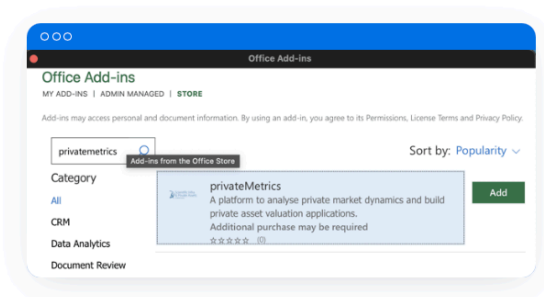 Office Add-ins
Office Add-ins
MY ADD-INS | ADMIN MANAGED | STORE
Add-ins may access personal and document information. By using an add-in, you agree to its Permissions, License Terms and Privacy Policy.
privatemetrics
Add-ins from the Office Store
Sort by: Popularity
Category
All
CRM
Data Analytics
Document Review
privateMetrics
A platform to analyse private market dynamics and build
private asset valuation applications.
Additional purchase may be required
(0)
Add